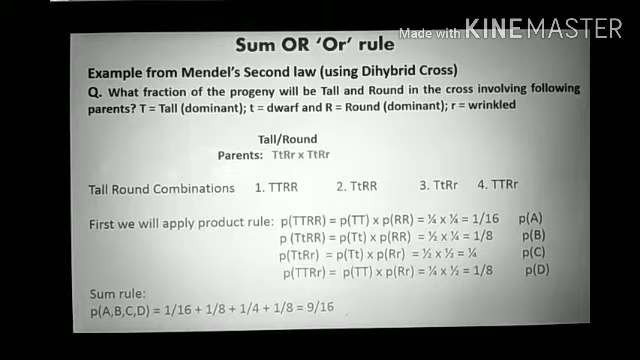 Made with KINEMASTER
Sum OR ‘Or’ rule
Example from Mendel’s Second law (using Dihybrid Cross)
Q. What fraction of the progeny will be Tall and Round in the cross involving following
parents? T = Tall (dominant); t = dwarf and R = Round (dominant); r = wrinkled
Tall/Round
Parents: TtRr x TtRr
Tall Round Combinations 1. TTRR 2. TtRR 3. TtRr 4. TTRr
First we will apply product rule: p(TTRR) = p(TT) x p(RR) = ¼ x ¼ = 1/16 p(A)
p (TtRR) = p(Tt) x p(RR) = ½ x ¼ = 1/8 p(B)
p(TtRr) = p(Tt) x p(Rr) = ½ x ½ = ¼ p(C)
p(TTRr) = p(TT) x p(Rr) = ¼ x ½ = 1/8 p(D)
Sum rule:
p(A,B,C,D) = 1/16 + 1/8 + 1/4 + 1/8 = 9/16